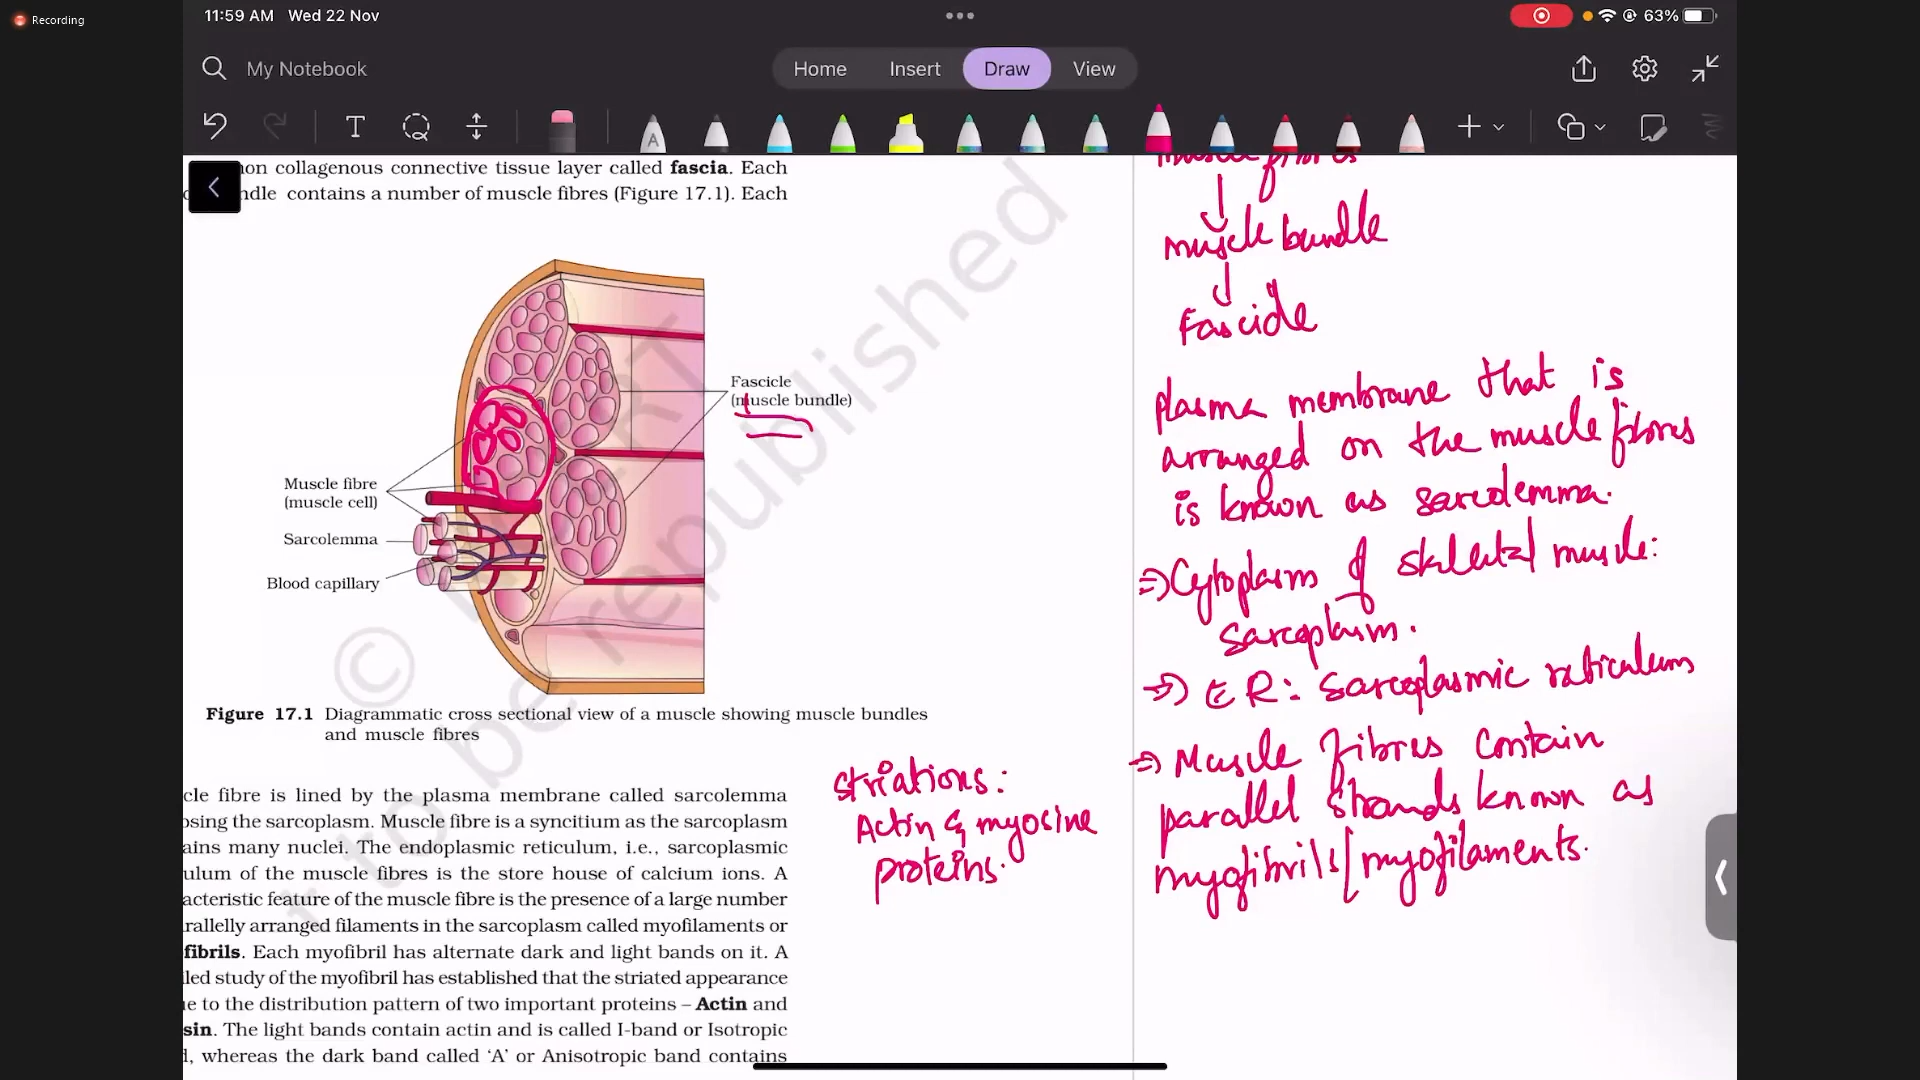 Recording
11:59 AM Wed 22 Nov
63%
My Notebook
Home Insert Draw View
on collagenous connective tissue layer called fascia. Each
ndle contains a number of muscle fibres (Figure 17.1). Each
Fascicle
(muscle bundle)
Muscle fibre
(muscle cell)
Sarcolemma
Blood capillary
Figure 17.1 Diagrammatic cross sectional view of a muscle showing muscle bundles
and muscle fibres
cle fibre is lined by the plasma membrane called sarcolemma
osing the sarcoplasm. Muscle fibre is a syncitium as the sarcoplasm
ains many nuclei. The endoplasmic reticulum, i.e., sarcoplasmic
ulum of the muscle fibres is the store house of calcium ions. A
acteristic feature of the muscle fibre is the presence of a large number
rallelly arranged filaments in the sarcoplasm called myofilaments or
fibrils. Each myofibril has alternate dark and light bands on it. A
iled study of the myofibril has established that the striated appearance
ue to the distribution pattern of two important proteins – Actin and
sin. The light bands contain actin and is called I-band or Isotropic
d, whereas the dark band called ‘A’ or Anisotropic band contains
striations:
Actin & myosine
proteins.
muscle fibres
muscle bundle
Fascicle
plasma membrane that is
arranged on the muscle fibres
is known as sarcolemma.
⇒ Cytoplasm of skeletal muscle:
Sarcoplasm.
⇒ ER: Sarcoplasmic reticulum
⇒ Muscle fibres contain
parallel strands known as
myofibrils/myofilaments.
© NCERT
not to be republished